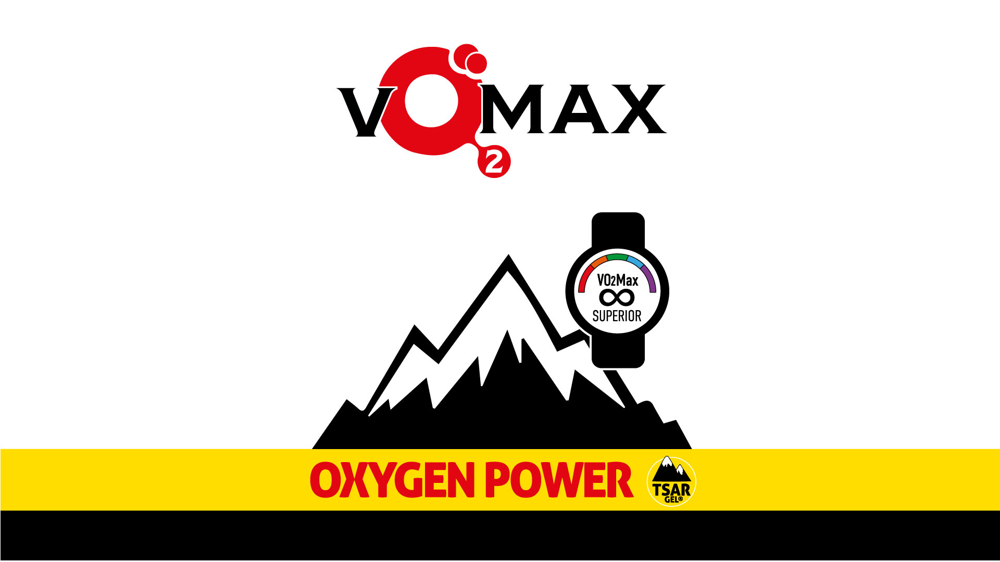 VO2MAX
VO2Max
∞
SUPERIOR
OXYGEN POWER
TSAR
GEL®